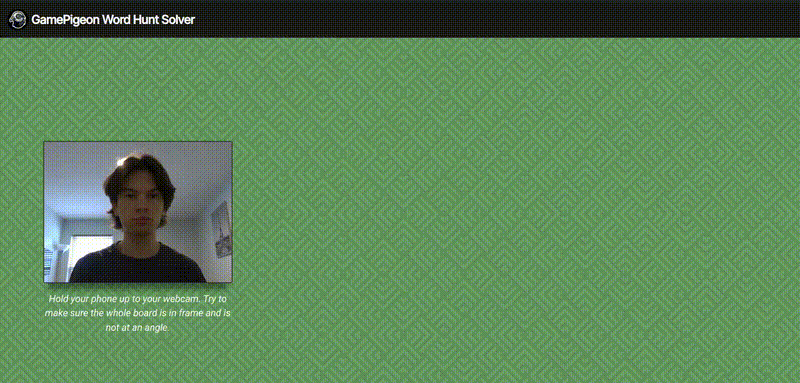 GamePigeon Word Hunt Solver
Hold your phone up to your webcam. Try to
make sure the whole board is in frame and is
not at an angle